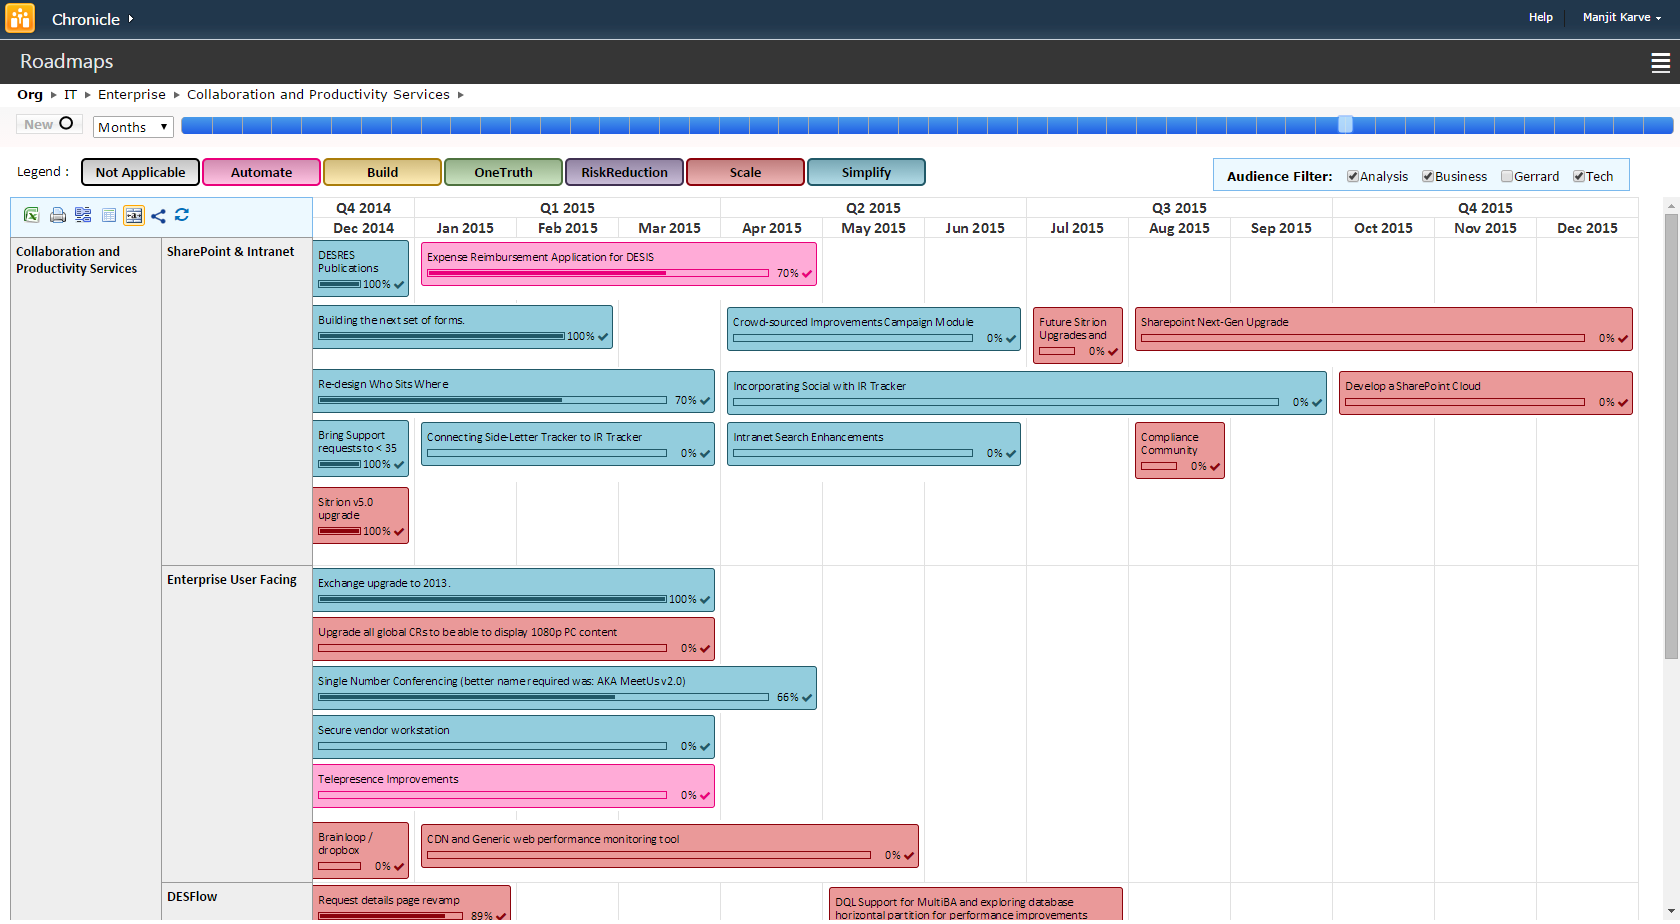 Chronicle
Help
Manjit Karve
Roadmaps
Org IT Enterprise Collaboration and Productivity Services
New
Months
Legend : Not Applicable Automate Build OneTruth RiskReduction Scale Simplify
Audience Filter: Analysis Business Gerrard Tech
Q4 2014 Q1 2015 Q2 2015 Q3 2015 Q4 2015
Dec 2014 Jan 2015 Feb 2015 Mar 2015 Apr 2015 May 2015 Jun 2015 Jul 2015 Aug 2015 Sep 2015 Oct 2015 Nov 2015 Dec 2015
Collaboration and
Productivity Services
SharePoint & Intranet
DESRES
Publications
100%
Expense Reimbursement Application for DESIS
70%
Building the next set of forms.
100%
Crowd-sourced Improvements Campaign Module
0%
Future Sitrion
Upgrades and
0%
Sharepoint Next-Gen Upgrade
0%
Re-design Who Sits Where
70%
Incorporating Social with IR Tracker
0%
Develop a SharePoint Cloud
0%
Bring Support
requests to < 35
100%
Connecting Side-Letter Tracker to IR Tracker
0%
Intranet Search Enhancements
0%
Compliance
Community
0%
Sitrion v5.0
upgrade
100%
Enterprise User Facing
Exchange upgrade to 2013.
100%
Upgrade all global CRs to be able to display 1080p PC content
0%
Single Number Conferencing (better name required was: AKA MeetUs v2.0)
66%
Secure vendor workstation
0%
Telepresence Improvements
0%
Brainloop /
dropbox
0%
CDN and Generic web performance monitoring tool
0%
DESFlow
Request details page revamp
89%
DQL Support for MultiBA and exploring database
horizontal partition for performance improvements